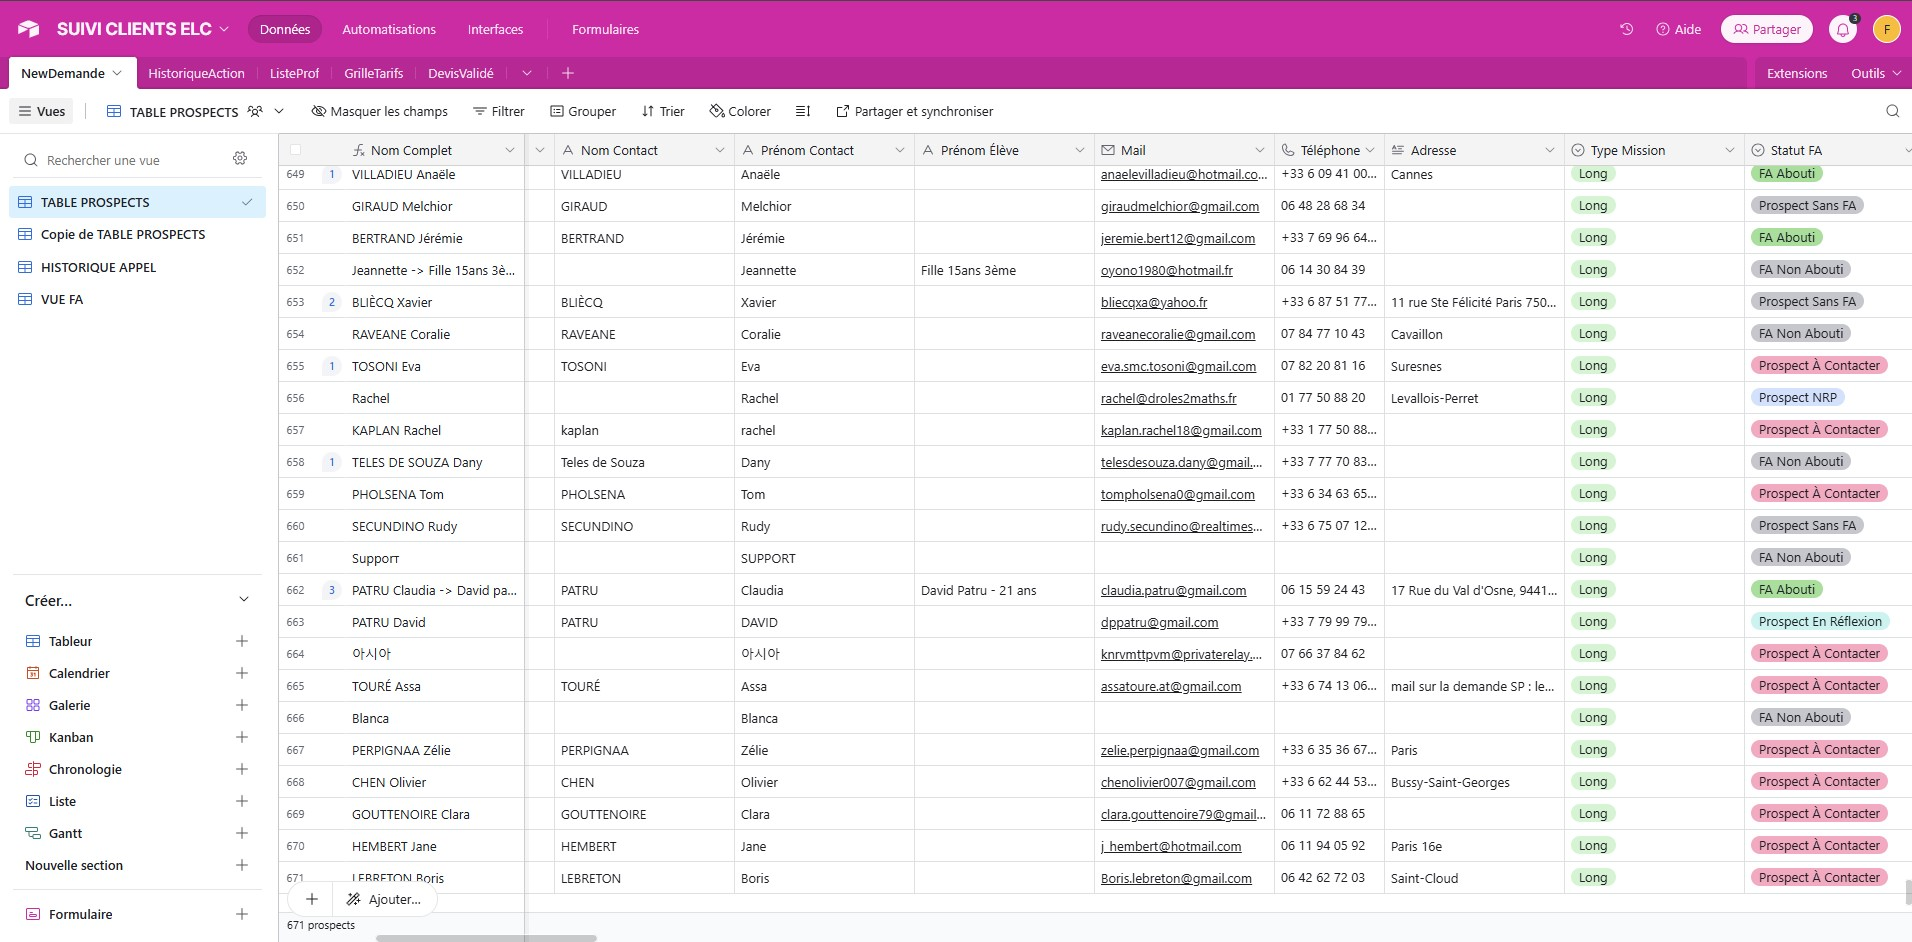 SUIVI CLIENTS ELC Données Automatisations Interfaces Formulaires Aide Partager 3 F
NewDemande HistoriqueAction ListeProf GrilleTarifs DevisValidé Extensions Outils
Vues TABLE PROSPECTS Masquer les champs Filtrer Grouper Trier Colorer Partager et synchroniser
Rechercher une vue
TABLE PROSPECTS
Copie de TABLE PROSPECTS
HISTORIQUE APPEL
VUE FA
Créer...
Tableur
Calendrier
Galerie
Kanban
Chronologie
Liste
Gantt
Nouvelle section
Formulaire
Nom Complet Nom Contact Prénom Contact Prénom Élève Mail Téléphone Adresse Type Mission Statut FA
649 1 VILLADIEU Anaële VILLADIEU Anaële anaelevilladieu@hotmail.co... +33 6 09 41 00... Cannes Long FA Abouti
650 GIRAUD Melchior GIRAUD Melchior giraudmelchior@gmail.com 06 48 28 68 34 Long Prospect Sans FA
651 BERTRAND Jérémie BERTRAND Jérémie jeremie.bert12@gmail.com +33 7 69 96 64... Long FA Abouti
652 Jeannette -> Fille 15ans 3è... Jeannette Fille 15ans 3ème oyono1980@hotmail.fr 06 14 30 84 39 Long FA Non Abouti
653 2 BLIÈCQ Xavier BLIÈCQ Xavier bliecqxa@yahoo.fr +33 6 87 51 77... 11 rue Ste Félicité Paris 750... Long Prospect Sans FA
654 RAVEANE Coralie RAVEANE Coralie raveanecoralie@gmail.com 07 84 77 10 43 Cavaillon Long FA Non Abouti
655 1 TOSONI Eva TOSONI Eva eva.smc.tosoni@gmail.com 07 82 20 81 16 Suresnes Long Prospect À Contacter
656 Rachel Rachel rachel@droles2maths.fr 01 77 50 88 20 Levallois-Perret Long Prospect NRP
657 KAPLAN Rachel kaplan rachel kaplan.rachel18@gmail.com +33 1 77 50 88... Long Prospect À Contacter
658 1 TELES DE SOUZA Dany Teles de Souza Dany telesdesouza.dany@gmail.... +33 7 77 70 83... Long FA Non Abouti
659 PHOLSENA Tom PHOLSENA Tom tompholsena0@gmail.com +33 6 34 63 65... Long Prospect À Contacter
660 SECUNDINO Rudy SECUNDINO Rudy rudy.secundino@realtimes... +33 6 75 07 12... Long Prospect Sans FA
661 Support SUPPORT Long FA Non Abouti
662 3 PATRU Claudia -> David pa... PATRU Claudia David Patru - 21 ans claudia.patru@gmail.com 06 15 59 24 43 17 Rue du Val d'Osne, 9441... Long FA Abouti
663 PATRU David PATRU DAVID dppatru@gmail.com +33 7 79 99 79... Long Prospect En Réflexion
664 아시아 아시아 knrvmttpvm@privaterelay.... 07 66 37 84 62 Long Prospect À Contacter
665 TOURÉ Assa TOURÉ Assa assatoure.at@gmail.com +33 6 74 13 06... mail sur la demande SP : le... Long Prospect À Contacter
666 Blanca Blanca Long FA Non Abouti
667 PERPIGNAA Zélie PERPIGNAA Zélie zelie.perpignaa@gmail.com +33 6 35 36 67... Paris Long Prospect À Contacter
668 CHEN Olivier CHEN Olivier chenolivier007@gmail.com +33 6 62 44 53... Bussy-Saint-Georges Long Prospect À Contacter
669 GOUTTENOIRE Clara GOUTTENOIRE Clara clara.gouttenoire79@gmail... 06 11 72 88 65 Long Prospect À Contacter
670 HEMBERT Jane HEMBERT Jane j_hembert@hotmail.com 06 11 94 05 92 Paris 16e Long Prospect À Contacter
671 LEBRETON Boris LEBRETON Boris Boris.lebreton@gmail.com 06 42 62 72 03 Saint-Cloud Long Prospect À Contacter
Ajouter...
671 prospects